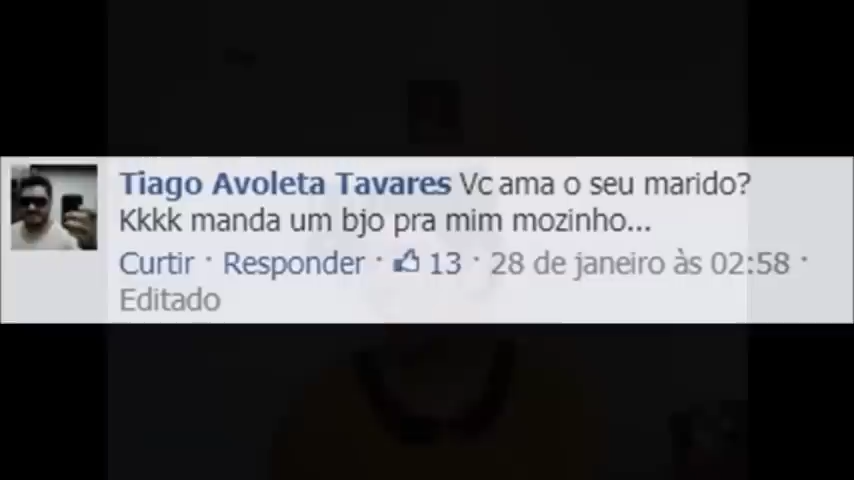 Tiago Avoleta Tavares Vc ama o seu marido?
Kkkk manda um bjo pra mim mozinho...
Curtir · Responder · 13 · 28 de janeiro às 02:58 ·
Editado